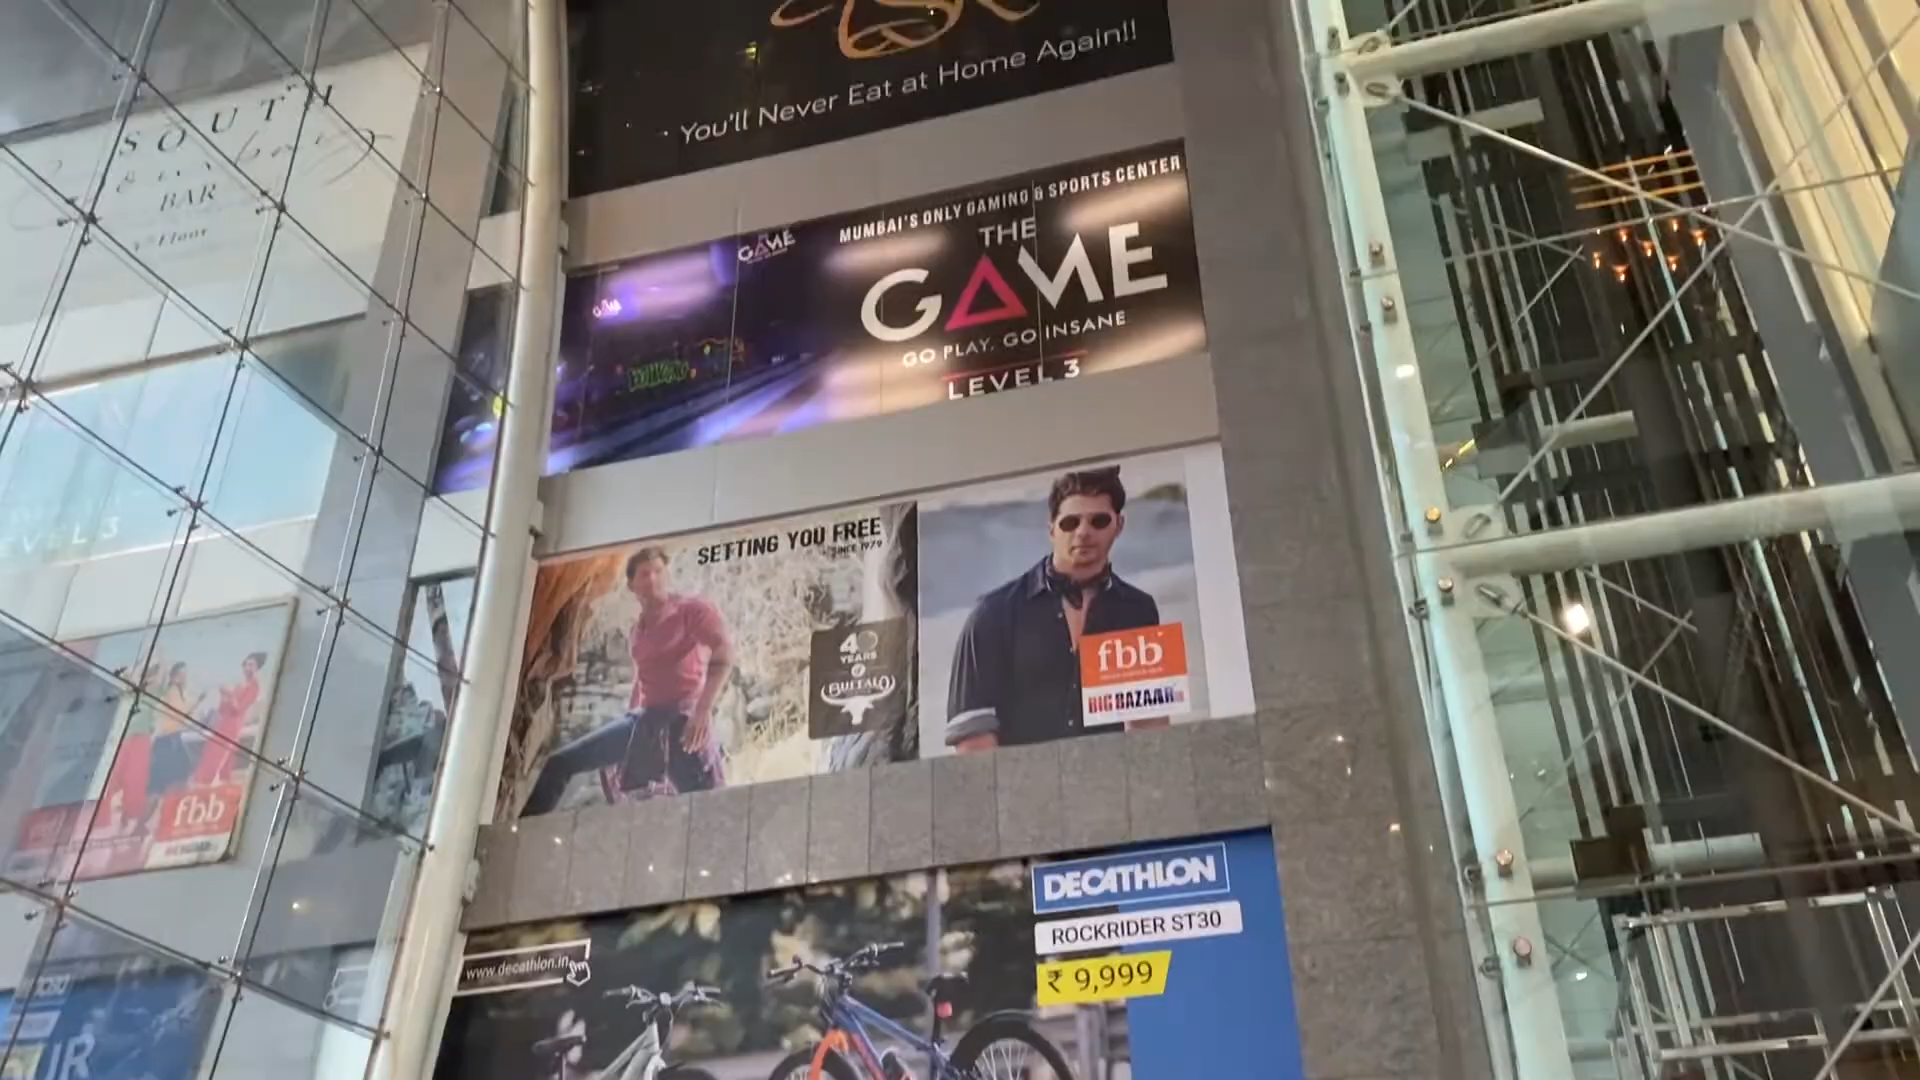 You'll Never Eat at Home Again!!
SOUTH
BAR
MUMBAI'S ONLY GAMING & SPORTS CENTER
THE
GAME
GO PLAY. GO INSANE
LEVEL 3
GAME
SETTING YOU FREE
SINCE 1979
40
YEARS
of
BUFFALO
fbb
BIG BAZAAR
fbb
DECATHLON
ROCKRIDER ST30
₹ 9,999
www.decathlon.in